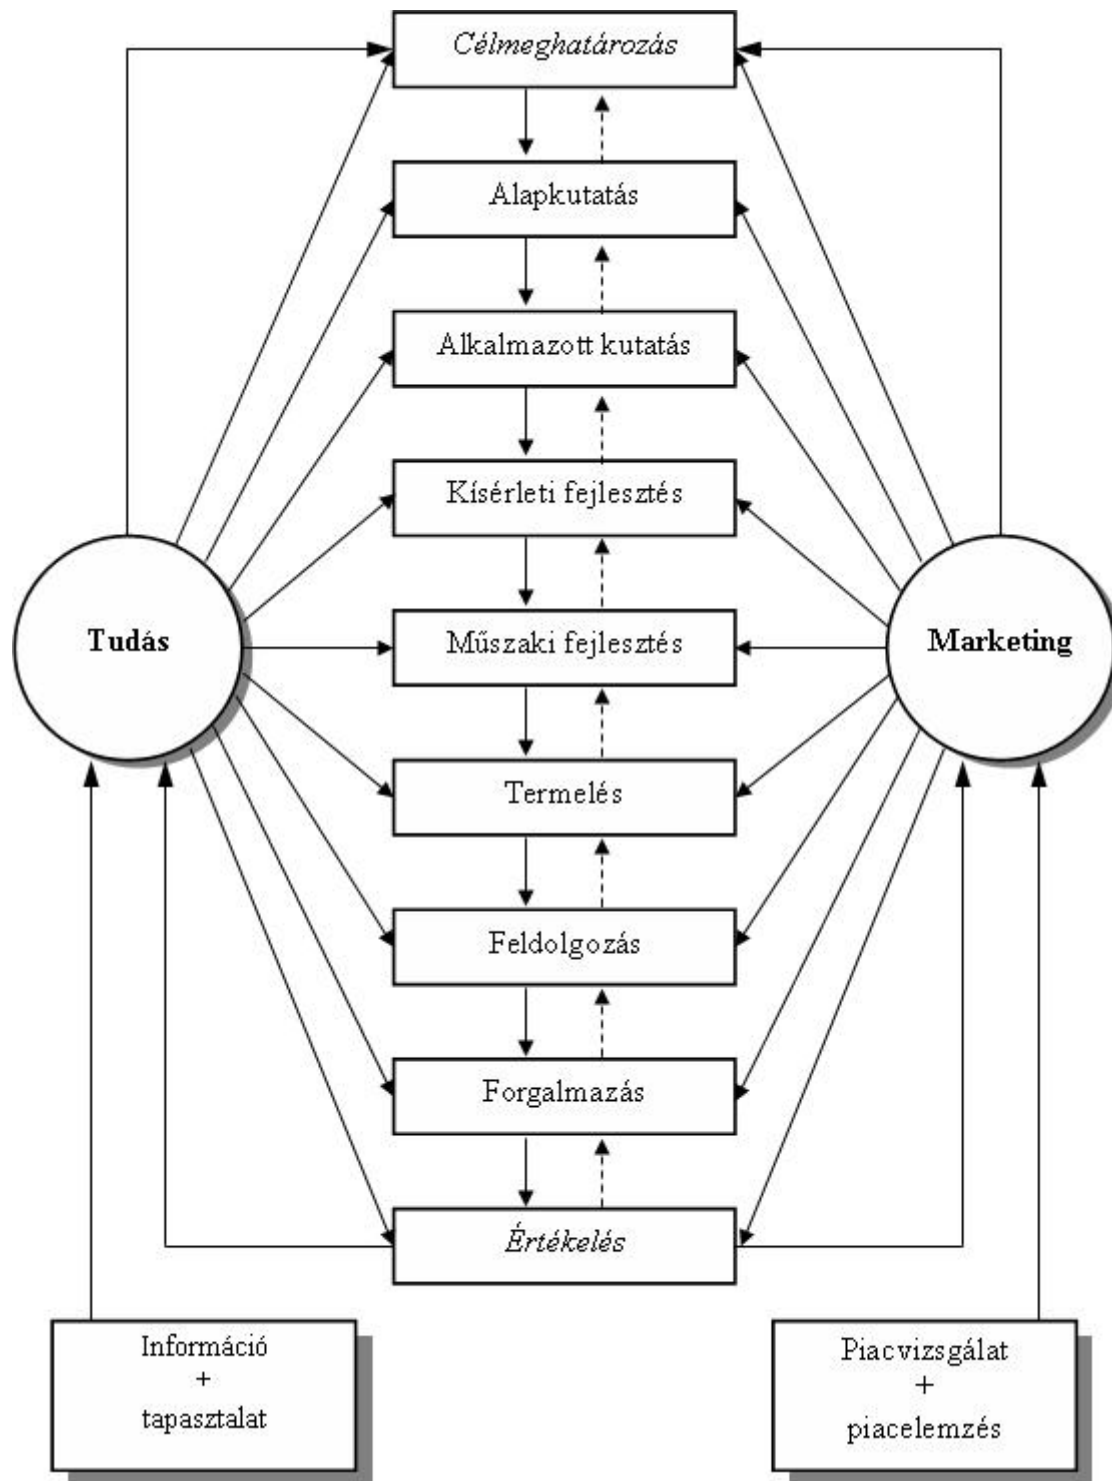 Célmeghatározás
Alapkutatás
Alkalmazott kutatás
Kísérleti fejlesztés
Tudás
Műszaki fejlesztés
Marketing
Termelés
Feldolgozás
Forgalmazás
Értékelés
Információ
+
tapasztalat
Piacvizsgálat
+
piacelemzés